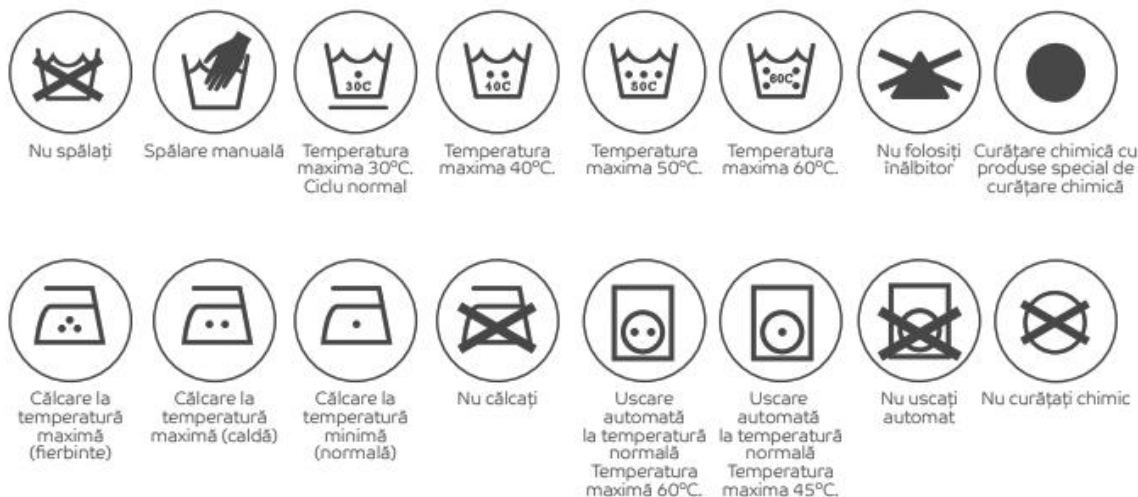 30C
40C
50C
60C
Nu spălați
Spălare manuală
Temperatura
maxima 30°C.
Ciclu normal
Temperatura
maxima 40°C.
Temperatura
maxima 50°C.
Temperatura
maxima 60°C.
Nu folosiți
înălbitor
Curățare chimică cu
produse special de
curățare chimică
Călcare la
temperatură
maximă
(fierbinte)
Călcare la
temperatură
maximă (caldă)
Călcare la
temperatură
minimă
(normală)
Nu călcați
Uscare
automată
la temperatură
normală
Temperatura
maximă 60°C.
Uscare
automată
la temperatură
normală
Temperatura
maxima 45°C.
Nu uscați
automat
Nu curățați chimic